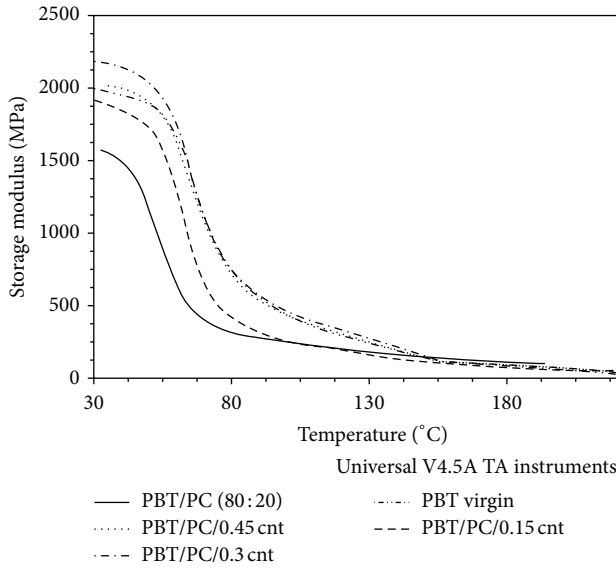 2500
2000
1500
1000
500
0
Storage modulus (MPa)
30 80 130 180
Temperature (°C)
Universal V4.5A TA instruments
PBT/PC (80 : 20) PBT virgin
PBT/PC/0.45 cnt PBT/PC/0.15 cnt
PBT/PC/0.3 cnt